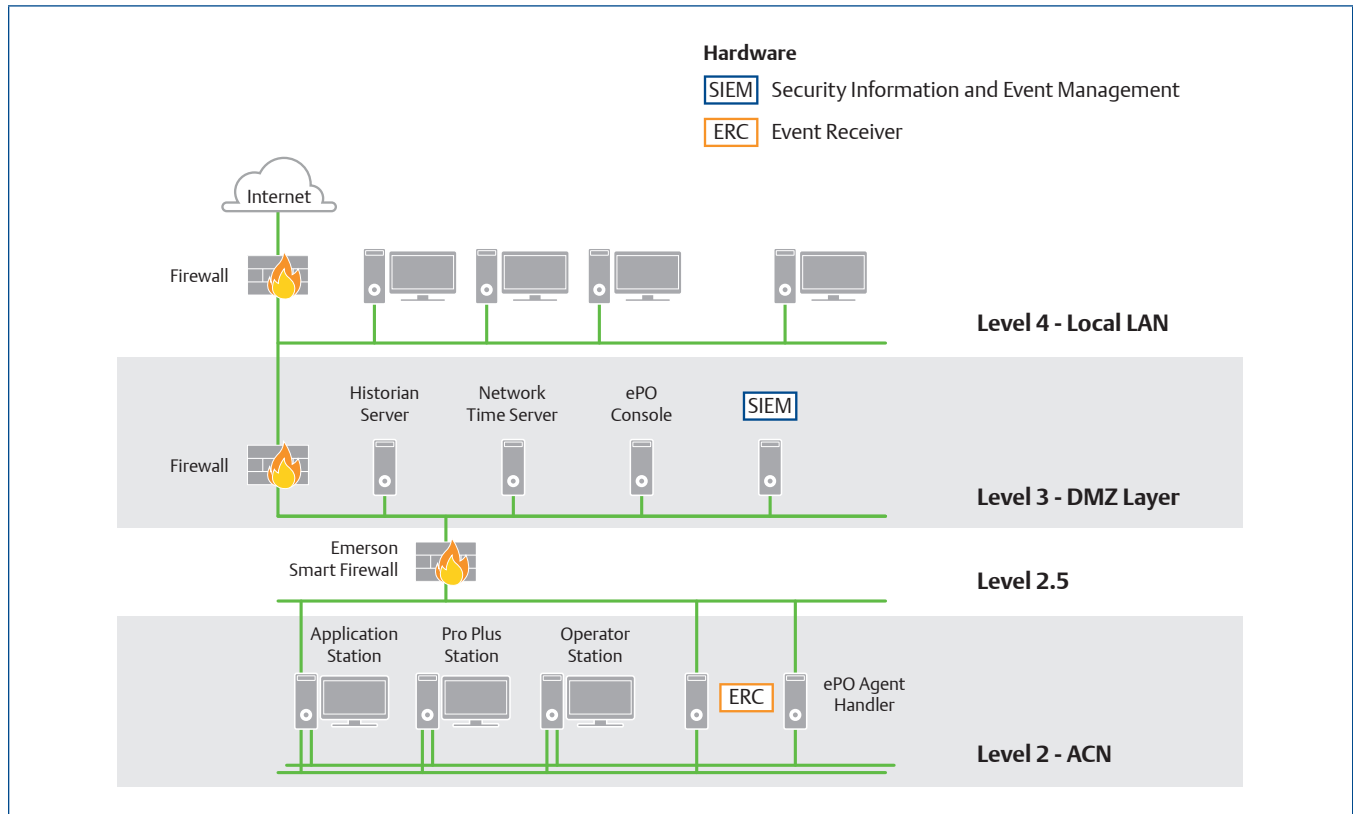 Hardware
SIEM Security Information and Event Management
ERC Event Receiver
Internet
Firewall
Level 4 - Local LAN
Historian
Server
Network
Time Server
ePO
Console
SIEM
Firewall
Level 3 - DMZ Layer
Emerson
Smart Firewall
Level 2.5
Application
Station
Pro Plus
Station
Operator
Station
ERC
ePO Agent
Handler
Level 2 - ACN